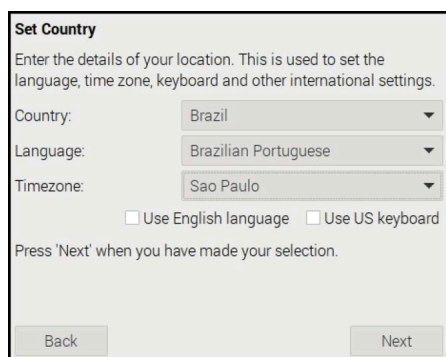 Set Country
Enter the details of your location. This is used to set the
language, time zone, keyboard and other international settings.
Country: Brazil
Language: Brazilian Portuguese
Timezone: Sao Paulo
Use English language Use US keyboard
Press 'Next' when you have made your selection.
Back Next